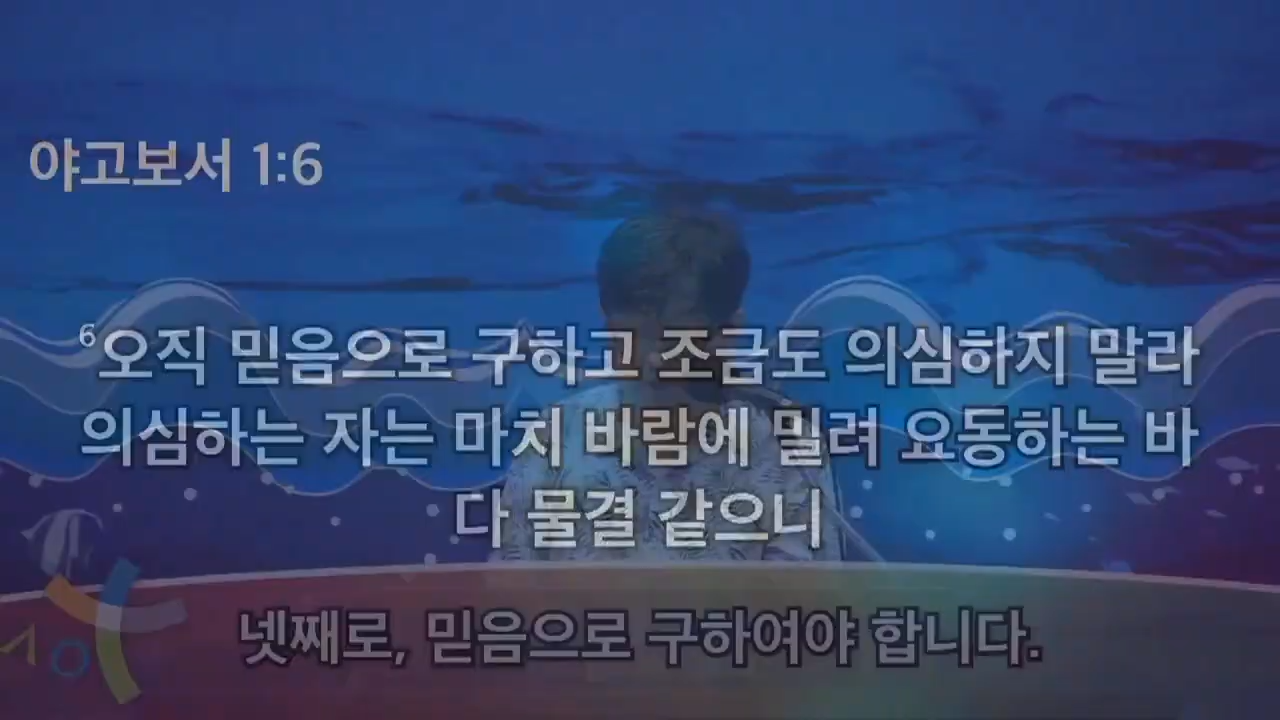 야고보서 1:6
6오직 믿음으로 구하고 조금도 의심하지 말라
의심하는 자는 마치 바람에 밀려 요동하는 바
다 물결 같으니
넷째로, 믿음으로 구하여야 합니다.